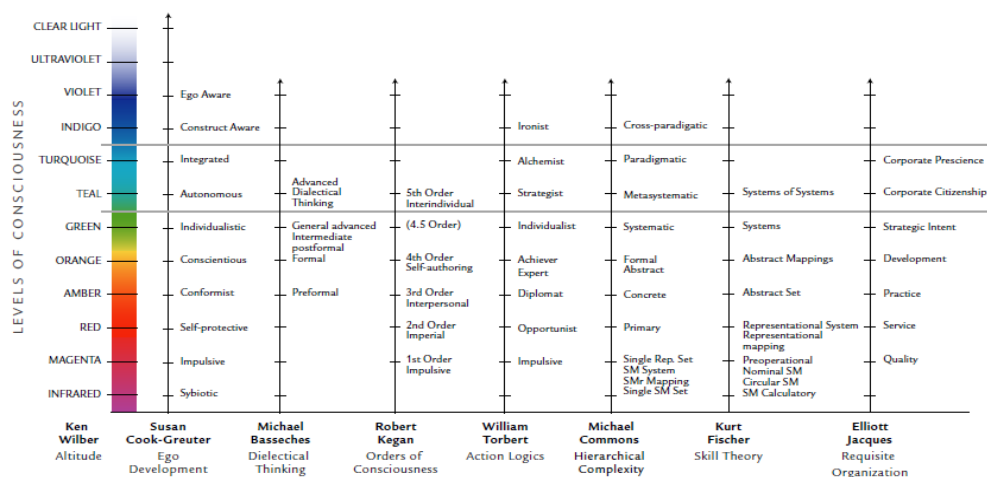 LEVELS OF CONSCIOUSNESS
CLEAR LIGHT
ULTRAVIOLET
VIOLET
INDIGO
TURQUOISE
TEAL
GREEN
ORANGE
AMBER
RED
MAGENTA
INFRARED
Ego Aware
Construct Aware
Integrated
Autonomous
Individualistic
Conscientious
Conformist
Self-protective
Impulsive
Sybiotic
Advanced
Dialectical
Thinking
General advanced
Intermediate
postformal
Formal
Preformal
5th Order
Interindividual
(4.5 Order)
4th Order
Self-authoring
3rd Order
Interpersonal
2nd Order
Imperial
1st Order
Impulsive
Ironist
Alchemist
Strategist
Individualist
Achiever
Expert
Diplomat
Opportunist
Impulsive
Cross-paradigatic
Paradigmatic
Metasystematic
Systematic
Formal
Abstract
Concrete
Primary
Single Rep. Set
SM System
SMr Mapping
Single SM Set
Systems of Systems
Systems
Abstract Mappings
Abstract Set
Representational System
Representational
mapping
Preoperational
Nominal SM
Circular SM
SM Calculatory
Corporate Prescience
Corporate Citizenship
Strategic Intent
Development
Practice
Service
Quality
Ken
Wilber
Altitude
Susan
Cook-Greuter
Ego
Development
Michael
Basseches
Dielectical
Thinking
Robert
Kegan
Orders of
Consciousness
William
Torbert
Action Logics
Michael
Commons
Hierarchical
Complexity
Kurt
Fischer
Skill Theory
Elliott
Jacques
Requisite
Organization